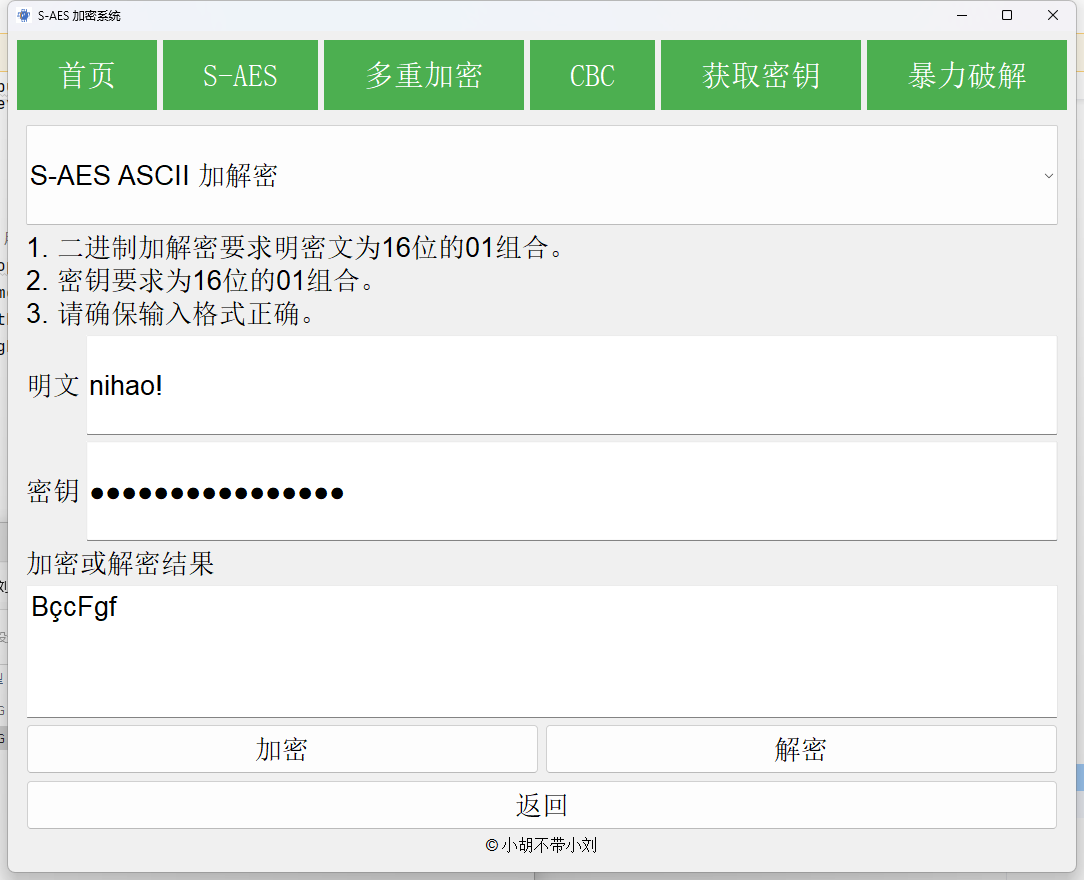 S-AES 加密系统
首页 S-AES 多重加密 CBC 获取密钥 暴力破解
S-AES ASCII 加解密
1. 二进制加解密要求明密文为16位的01组合。
2. 密钥要求为16位的01组合。
3. 请确保输入格式正确。
明文 nihao!
密钥 ●●●●●●●●●●●●●●●●
加密或解密结果
BçcFgf
加密 解密
返回
© 小胡不带小刘